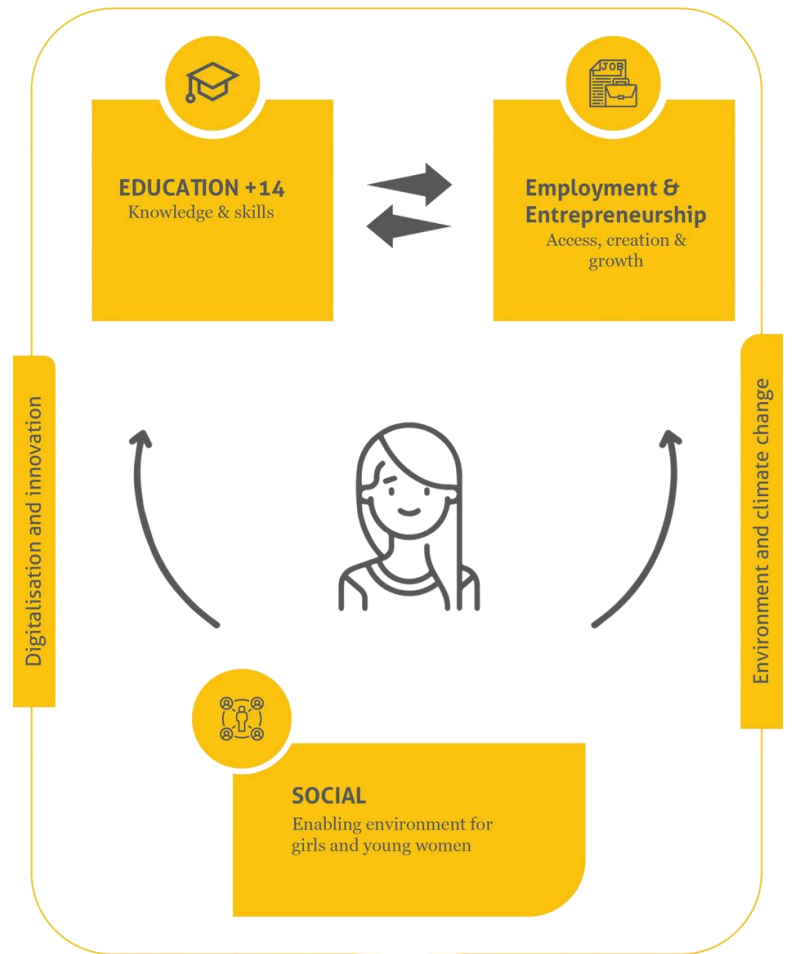 JOB
EDUCATION +14
Knowledge & skills
Employment &
Entrepreneurship
Access, creation &
growth
Digitalisation and innovation
Environment and climate change
SOCIAL
Enabling environment for
girls and young women